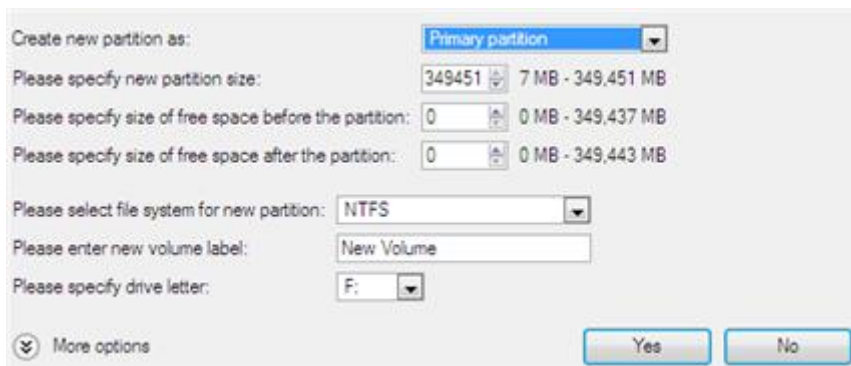 Create new partition as: Primary partition
Please specify new partition size: 349451 7 MB - 349,451 MB
Please specify size of free space before the partition: 0 0 MB - 349,437 MB
Please specify size of free space after the partition: 0 0 MB - 349,443 MB
Please select file system for new partition: NTFS
Please enter new volume label: New Volume
Please specify drive letter: F:
More options Yes No